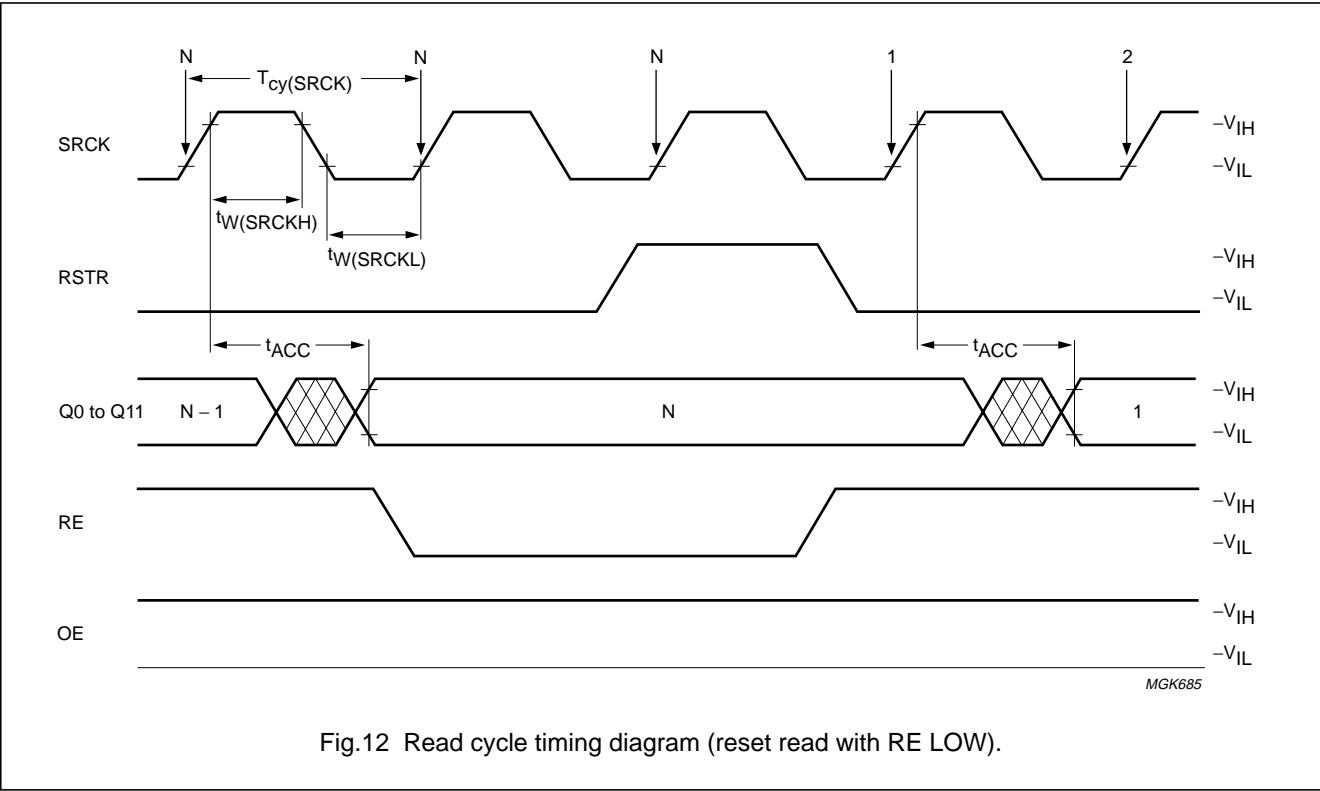 N N N 1 2
Tcy(SRCK)
SRCK
–VIH
–VIL
tW(SRCKH)
tW(SRCKL)
RSTR
–VIH
–VIL
tACC tACC
Q0 to Q11 N – 1 N 1
–VIH
–VIL
RE
–VIH
–VIL
OE
–VIH
–VIL
MGK685
Fig.12 Read cycle timing diagram (reset read with RE LOW).